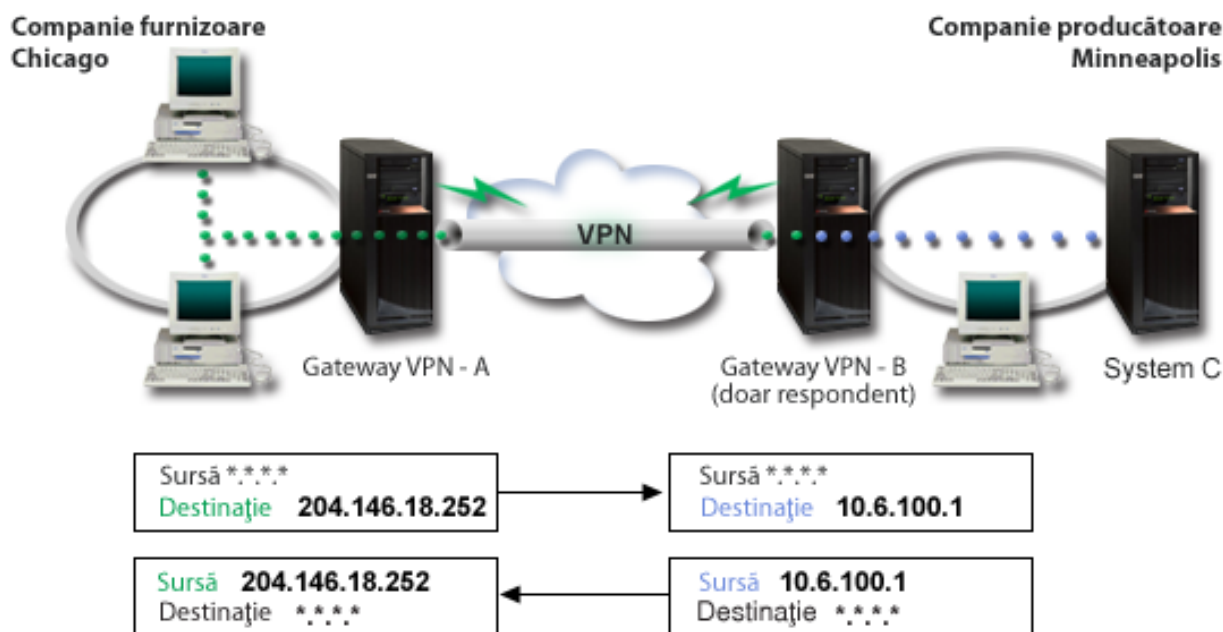 Companie furnizoare
Chicago
Companie producătoare
Minneapolis
VPN
Gateway VPN - A
Gateway VPN - B
(doar respondent)
System C
Sursă *.*.*.*
Destinaţie 204.146.18.252
Sursă *.*.*.*
Destinaţie 10.6.100.1
Sursă 204.146.18.252
Destinaţie *.*.*.*
Sursă 10.6.100.1
Destinaţie *.*.*.*